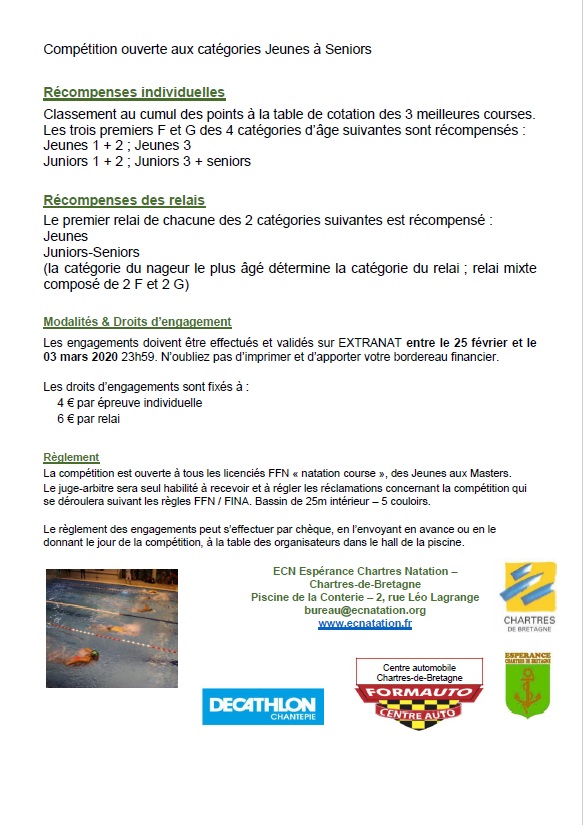 Compétition ouverte aux catégories Jeunes à Seniors
Récompenses individuelles
Classement au cumul des points à la table de cotation des 3 meilleures courses.
Les trois premiers F et G des 4 catégories d'âge suivantes sont récompensés :
Jeunes 1 + 2 ; Jeunes 3
Juniors 1 + 2 ; Juniors 3 + seniors
Récompenses des relais
Le premier relai de chacune des 2 catégories suivantes est récompensé :
Jeunes
Juniors-Seniors
(la catégorie du nageur le plus âgé détermine la catégorie du relai ; relai mixte
composé de 2 F et 2 G)
Modalités & Droits d'engagement
Les engagements doivent être effectués et validés sur EXTRANAT entre le 25 février et le
03 mars 2020 23h59. N'oubliez pas d'imprimer et d'apporter votre bordereau financier.
Les droits d'engagements sont fixés à :
4 € par épreuve individuelle
6 € par relai
Règlement
La compétition est ouverte à tous les licenciés FFN « natation course », des Jeunes aux Masters.
Le juge-arbitre sera seul habilité à recevoir et à régler les réclamations concernant la compétition qui
se déroulera suivant les règles FFN / FINA. Bassin de 25m intérieur – 5 couloirs.
Le règlement des engagements peut s'effectuer par chèque, en l'envoyant en avance ou en le
donnant le jour de la compétition, à la table des organisateurs dans le hall de la piscine.
ECN Espérance Chartres Natation –
Chartres-de-Bretagne
Piscine de la Conterie – 2, rue Léo Lagrange
bureau@ecnatation.org
www.ecnatation.fr
CHARTRES
DE BRETAGNE
Centre automobile
Chartres-de-Bretagne
FORMAUTO
CENTRE AUTO
ESPERANCE
CHARTRES DE BRETAGNE
DECATHLON
CHANTEPIE